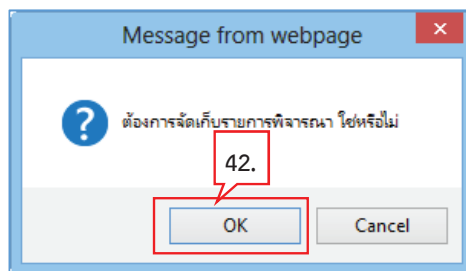 Message from webpage
×
?
ต้องการจัดเก็บรายการพิจารณา ใช่หรือไม่
42.
OK Cancel